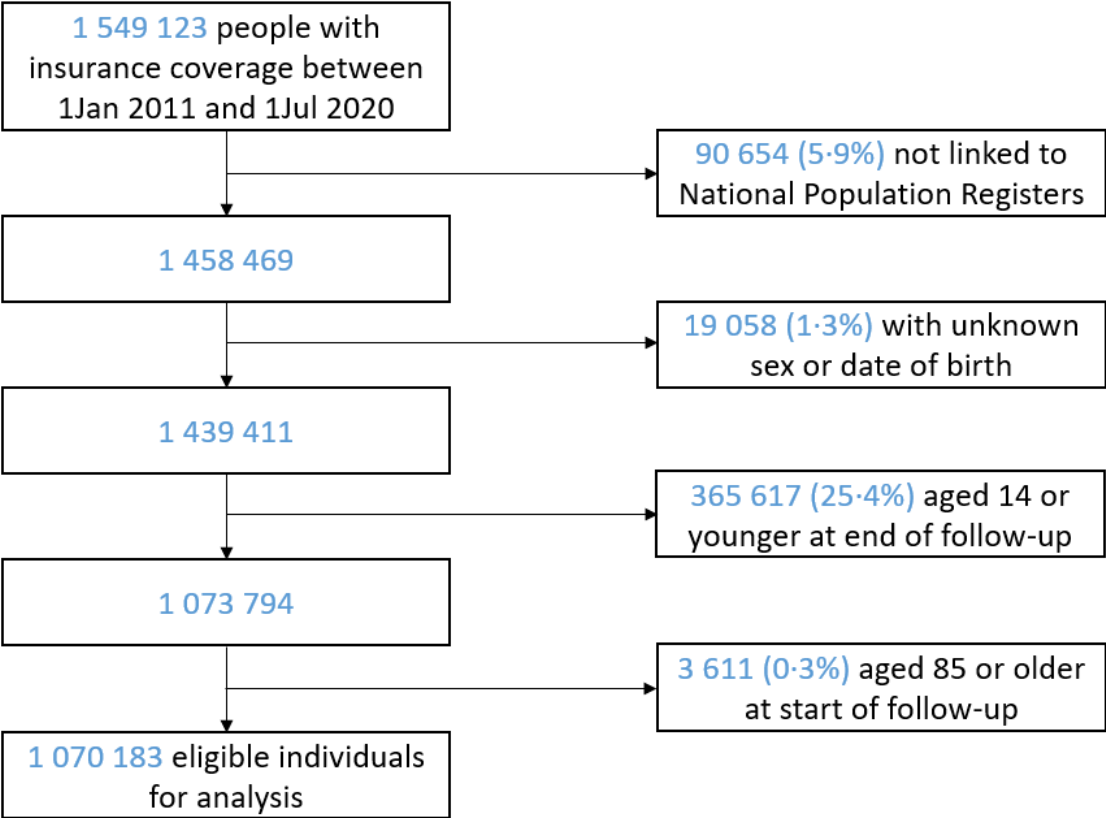 1 549 123 people with
insurance coverage between
1Jan 2011 and 1Jul 2020
90 654 (5·9%) not linked to
National Population Registers
1 458 469
19 058 (1·3%) with unknown
sex or date of birth
1 439 411
365 617 (25·4%) aged 14 or
younger at end of follow-up
1 073 794
3 611 (0·3%) aged 85 or older
at start of follow-up
1 070 183 eligible individuals
for analysis